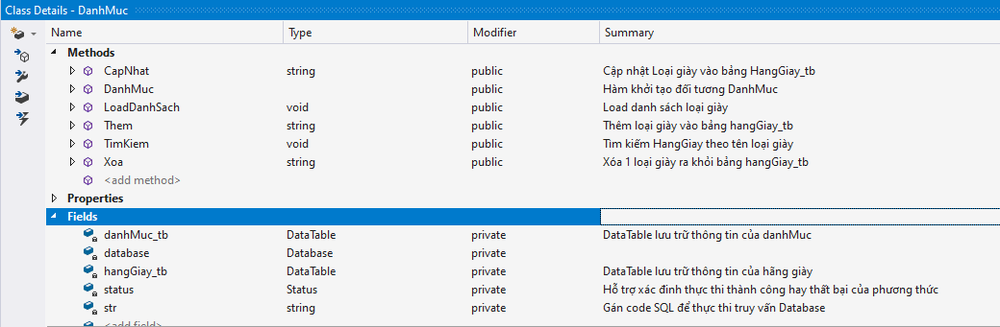 Class Details - DanhMuc
Name Type Modifier Summary
Methods
CapNhat string public Cập nhật Loại giày vào bảng HangGiay_tb
DanhMuc public Hàm khởi tạo đối tương DanhMuc
LoadDanhSach void public Load danh sách loại giày
Them string public Thêm loại giày vào bảng hangGiay_tb
TimKiem void public Tìm kiếm HangGiay theo tên loại giày
Xoa string public Xóa 1 loại giày ra khỏi bảng hangGiay_tb
<add method>
Properties
Fields
danhMuc_tb DataTable private DataTable lưu trữ thông tin của danhMuc
database Database private
hangGiay_tb DataTable private DataTable lưu trữ thông tin của hãng giày
status Status private Hỗ trợ xác đinh thực thi thành công hay thất bại của phương thức
str string private Gán code SQL để thực thi truy vấn Database
<add field>